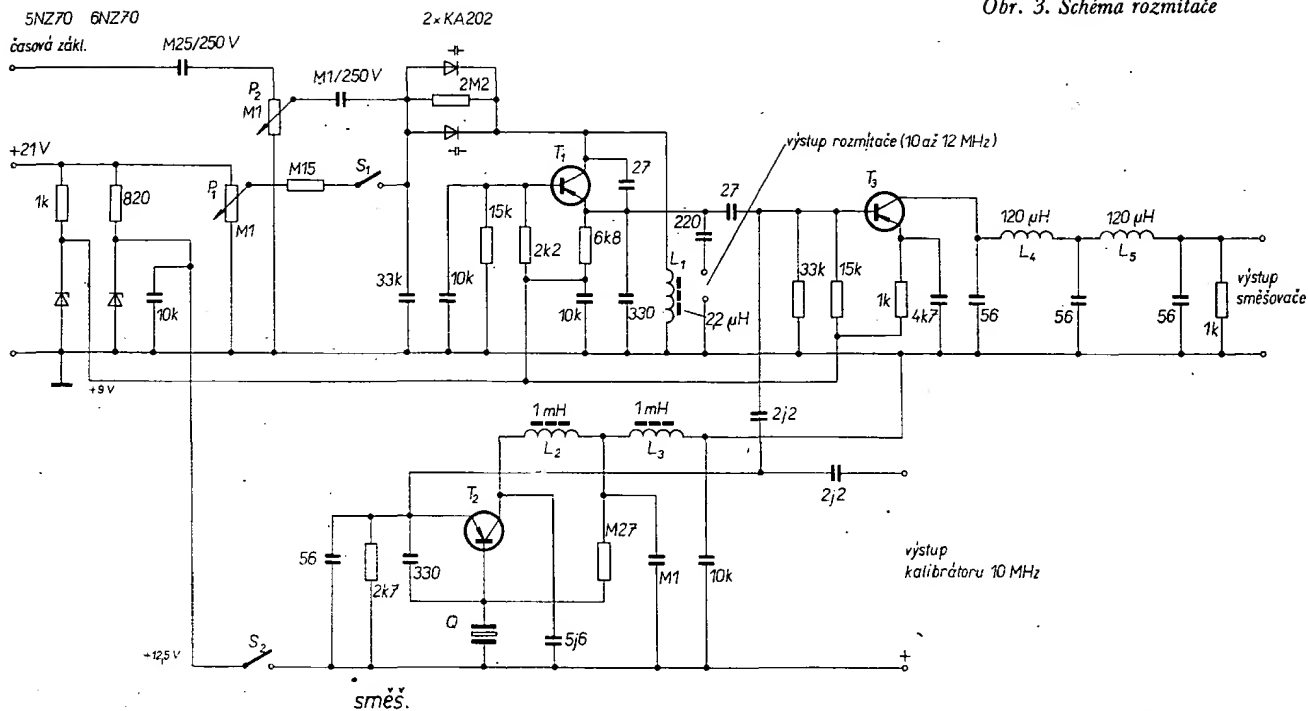 Obr. 3. Schéma rozmítače
5NZ70 6NZ70
2×KA202
časová zákl.
M25/250 V
P2
M1
M1/250 V
2M2
výstup rozmítače (10 až 12 MHz)
+21 V
1k
820
P1
M1
M15
S1
T1
27
15k
2k2
6k8
27
220
T3
120 µH
L4
120 µH
L5
10k
33k
10k
10k
330
L1
22 µH
33k
15k
1k
4k7
56
56
56
1k
výstup
směšovače
+9 V
1 mH
L2
1 mH
L3
2j2
2j2
T2
56
2k7
330
M27
M1
10k
výstup
kalibrátoru 10 MHz
Q
5j6
+12,5 V
S2
+
směš.